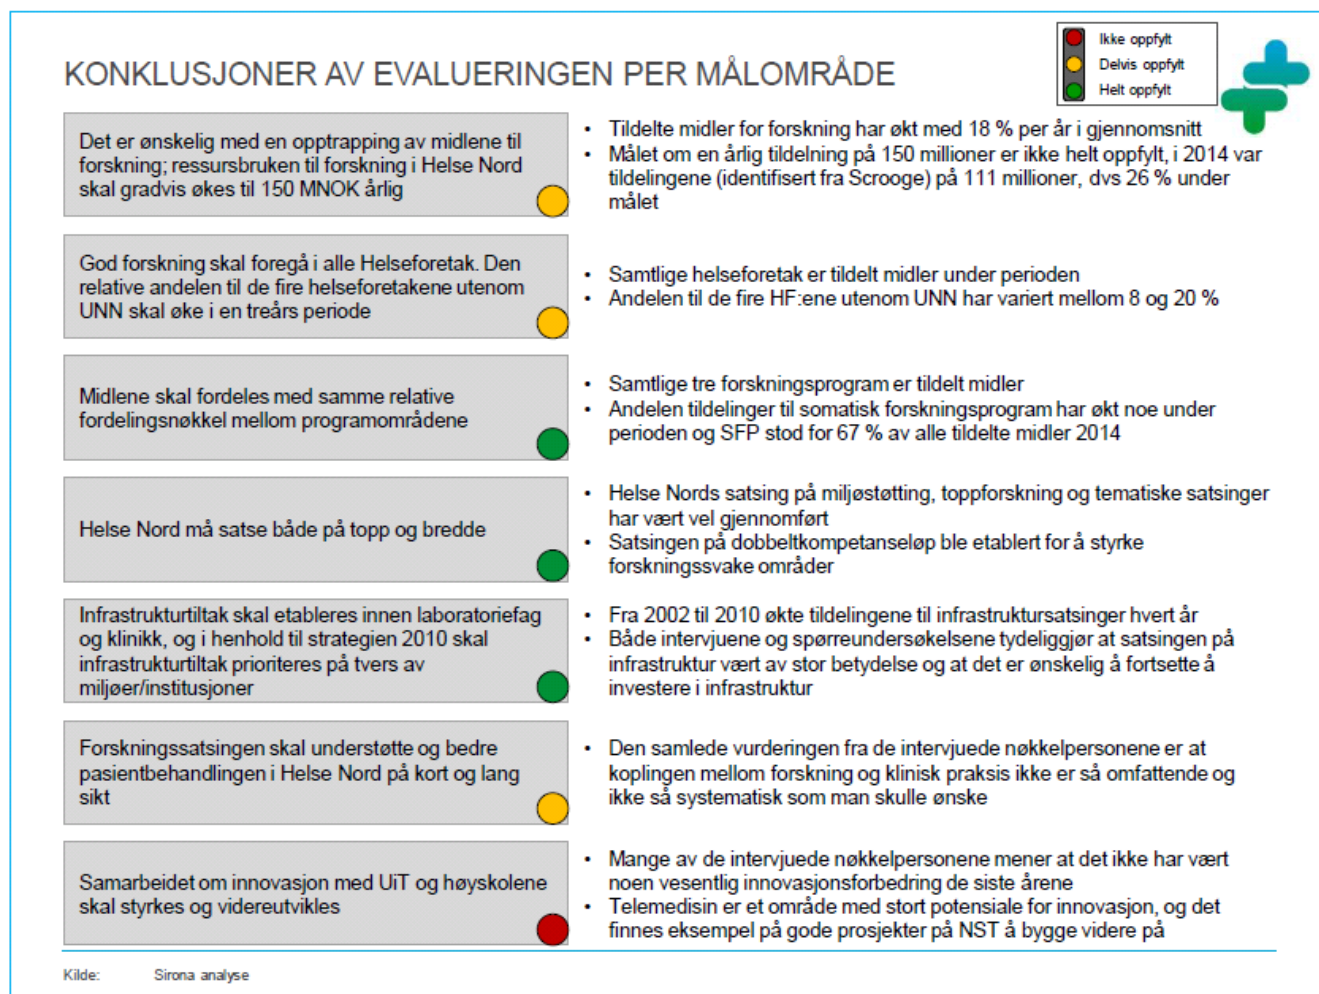 Ikke oppfylt
Delvis oppfylt
Helt oppfylt
KONKLUSJONER AV EVALUERINGEN PER MÅLOMRÅDE
Det er ønskelig med en opptrapping av midlene til
forskning; ressursbruken til forskning i Helse Nord
skal gradvis økes til 150 MNOK årlig
• Tildelte midler for forskning har økt med 18 % per år i gjennomsnitt
• Målet om en årlig tildelning på 150 millioner er ikke helt oppfylt, i 2014 var
tildelingene (identifisert fra Scrooge) på 111 millioner, dvs 26 % under
målet
God forskning skal foregå i alle Helseforetak. Den
relative andelen til de fire helseforetakene utenom
UNN skal øke i en treårs periode
• Samtlige helseforetak er tildelt midler under perioden
• Andelen til de fire HF:ene utenom UNN har variert mellom 8 og 20 %
Midlene skal fordeles med samme relative
fordelingsnøkkel mellom programområdene
• Samtlige tre forskningsprogram er tildelt midler
• Andelen tildelinger til somatisk forskningsprogram har økt noe under
perioden og SFP stod for 67 % av alle tildelte midler 2014
Helse Nord må satse både på topp og bredde
• Helse Nords satsing på miljøstøtting, toppforskning og tematiske satsinger
har vært vel gjennomført
• Satsingen på dobbeltkompetanseløp ble etablert for å styrke
forskningssvake områder
Infrastrukturtiltak skal etableres innen laboratoriefag
og klinikk, og i henhold til strategien 2010 skal
infrastrukturtiltak prioriteres på tvers av
miljøer/institusjoner
• Fra 2002 til 2010 økte tildelingene til infrastruktursatsinger hvert år
• Både intervjuene og spørreundersøkelsene tydeliggjør at satsingen på
infrastruktur vært av stor betydelse og at det er ønskelig å fortsette å
investere i infrastruktur
Forskningssatsingen skal understøtte og bedre
pasientbehandlingen i Helse Nord på kort og lang
sikt
• Den samlede vurderingen fra de intervjuede nøkkelpersonene er at
koplingen mellom forskning og klinisk praksis ikke er så omfattende og
ikke så systematisk som man skulle ønske
Samarbeidet om innovasjon med UiT og høyskolene
skal styrkes og videreutvikles
• Mange av de intervjuede nøkkelpersonene mener at det ikke har vært
noen vesentlig innovasjonsforbedring de siste årene
• Telemedisin er et område med stort potensiale for innovasjon, og det
finnes eksempel på gode prosjekter på NST å bygge videre på
Kilde: Sirona analyse